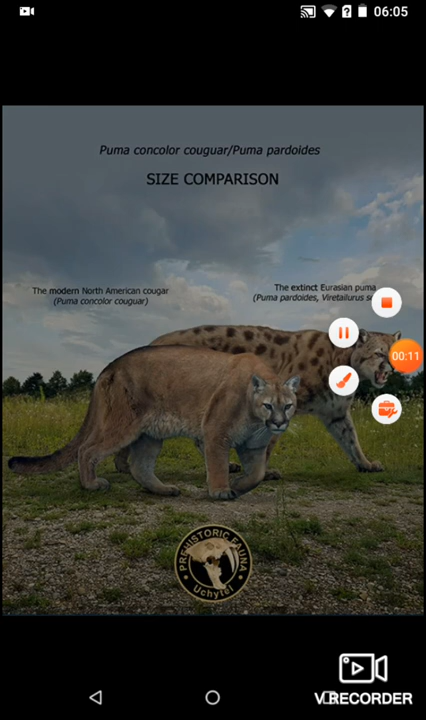 06:05
Puma concolor couguar/Puma pardoides
SIZE COMPARISON
The modern North American cougar
(Puma concolor couguar)
The extinct Eurasian puma
(Puma pardoides, Viretailurus
00:11
PREHISTORIC FAUNA
Uchytel
V RECORDER